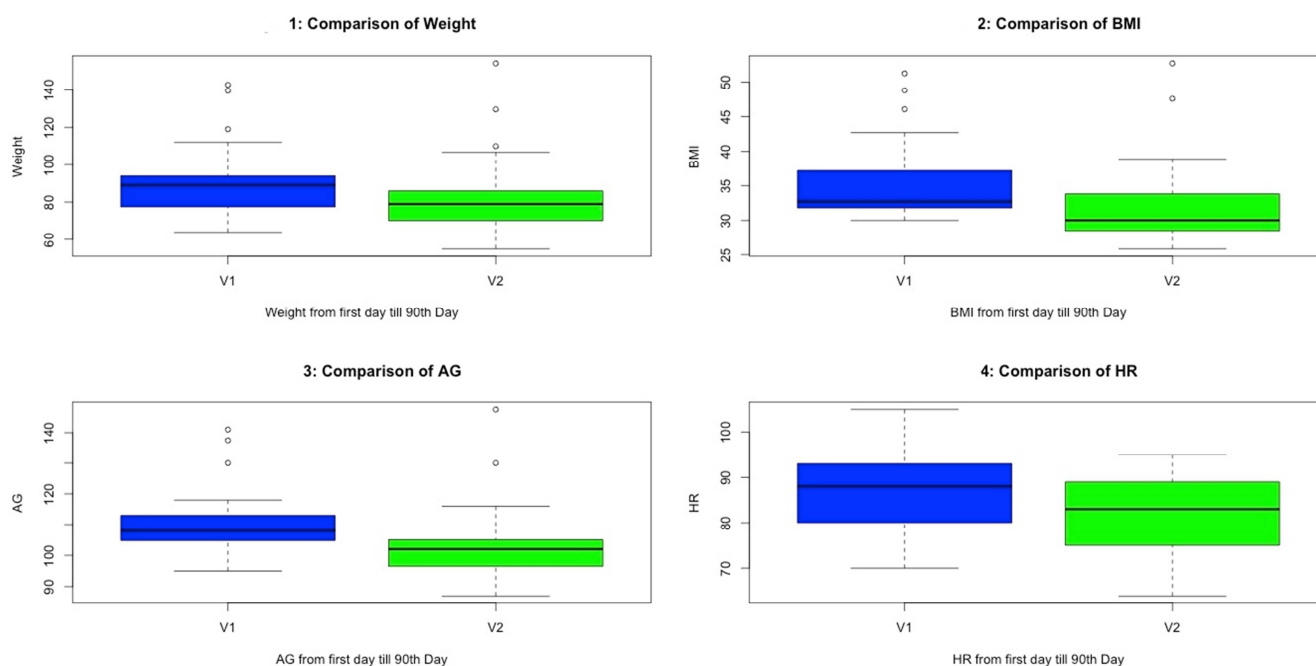 1: Comparison of Weight
Weight
140
120
100
80
60
V1
V2
Weight from first day till 90th Day
2: Comparison of BMI
BMI
50
45
40
35
30
25
V1
V2
BMI from first day till 90th Day
3: Comparison of AG
AG
140
120
100
90
V1
V2
AG from first day till 90th Day
4: Comparison of HR
HR
100
90
80
70
V1
V2
HR from first day till 90th Day